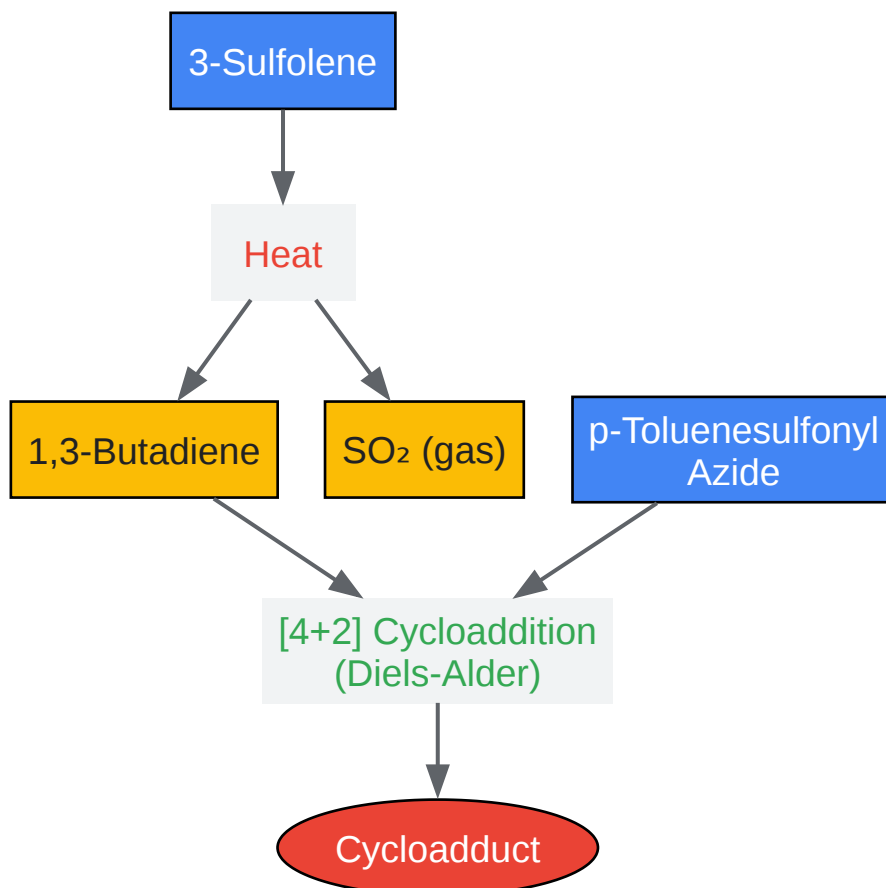 3-Sulfolene
Heat
1,3-Butadiene
SO₂ (gas)
p-Toluenesulfonyl
Azide
[4+2] Cycloaddition
(Diels-Alder)
Cycloadduct